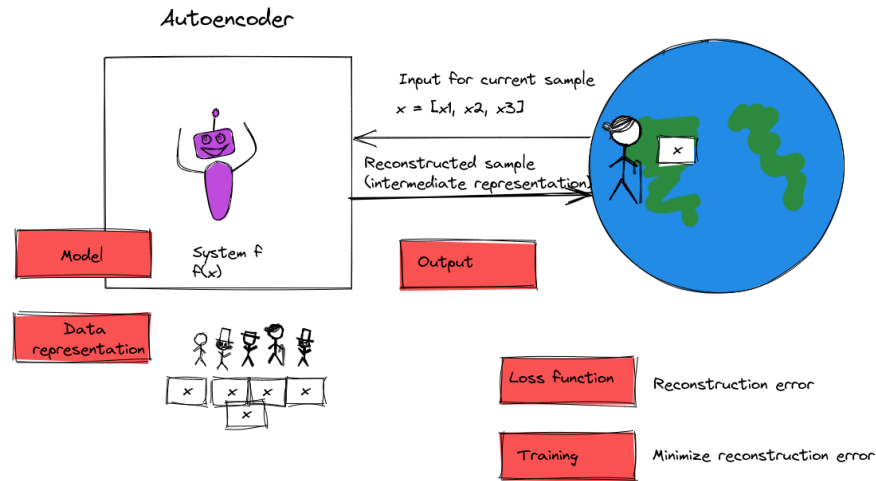 Autoencoder
Input for current sample
x = [x1, x2, x3]
x
Reconstructed sample
(intermediate representation)
System f
f(x)
Model
Output
Data
representation
x
x
x
x
x
Loss function
Reconstruction error
Training
Minimize reconstruction error